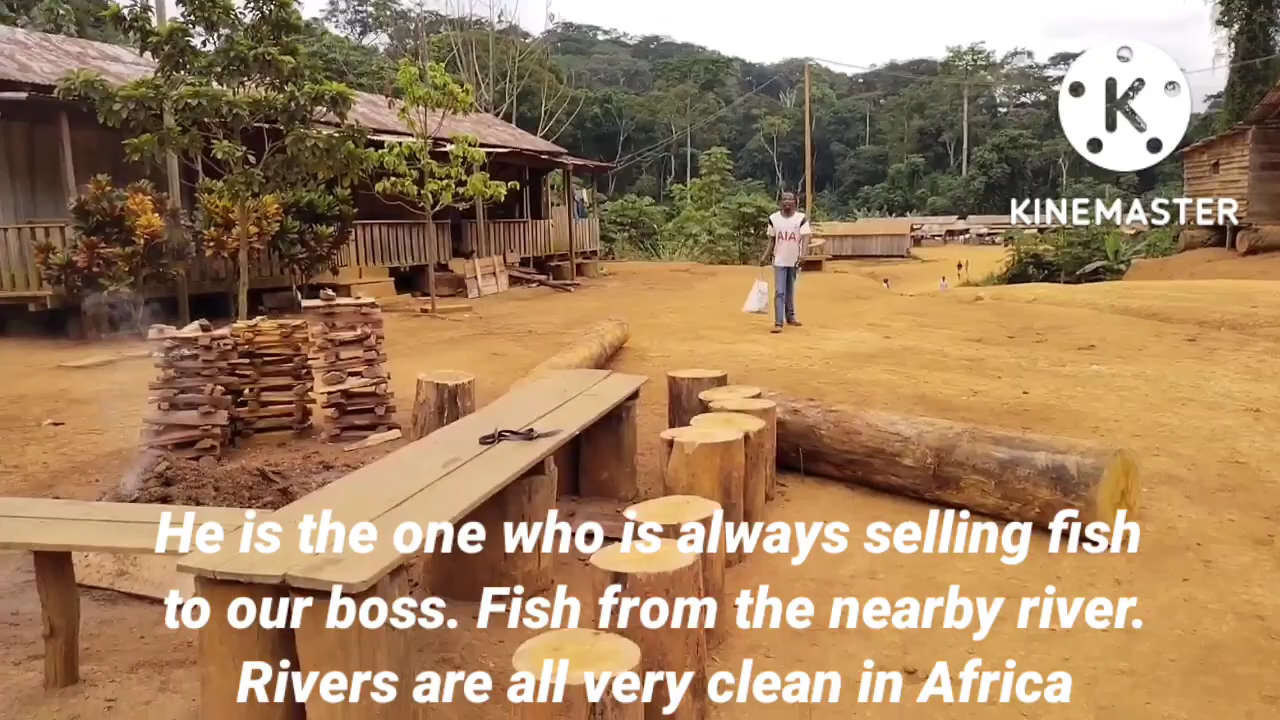 K
KINEMASTER
AIA
He is the one who is always selling fish
to our boss. Fish from the nearby river.
Rivers are all very clean in Africa